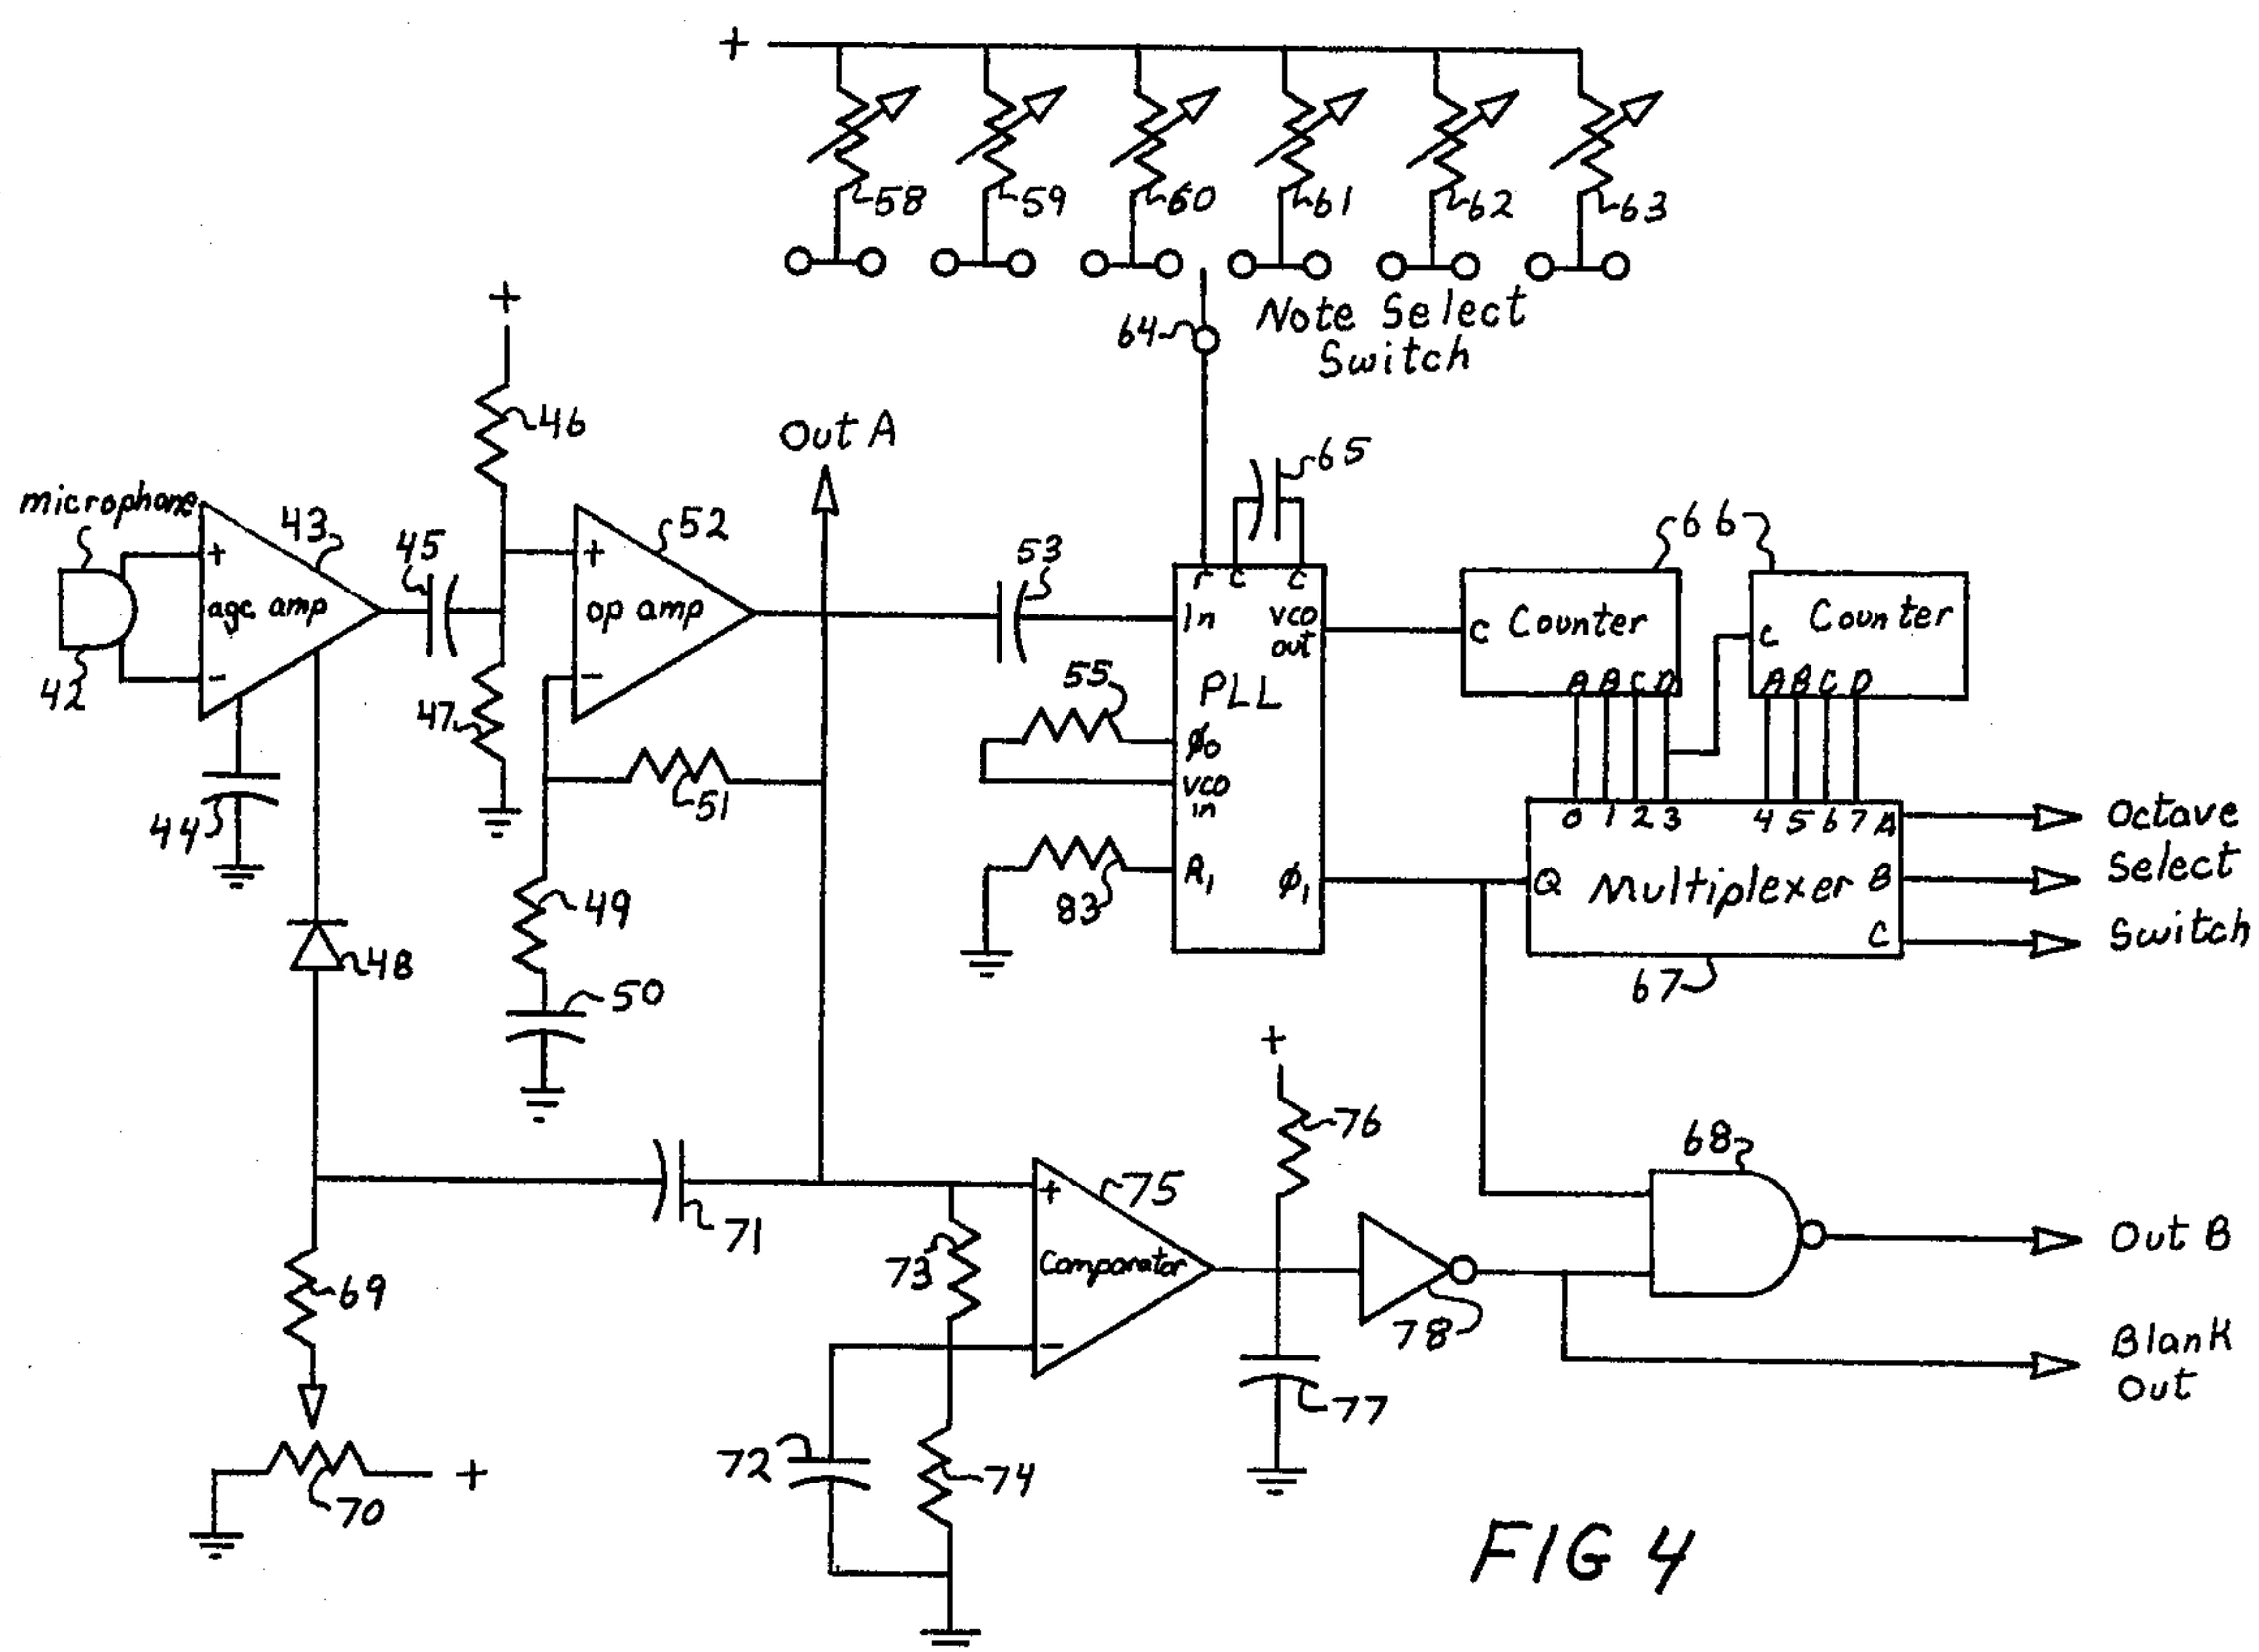 +
58 59 60 61 62 63
Note Select
Switch
64
+
46
Out A
65
microphone
43
45
52
53
66
+
agc amp
-
42
44
47
+
op amp
-
51
49
50
48
r C C
In
VCO
out
PLL
55
φ0
VCO
in
R1
83
φ1
C Counter
A B C D
C Counter
A B C D
0 1 2 3 4 5 6 7 A
Q Multiplexer B
C
67
Octave
Select
Switch
+
76
68
71
+
75
Comparator
-
73
78
77
72
74
69
70
+
Out B
Blank
Out
FIG 4